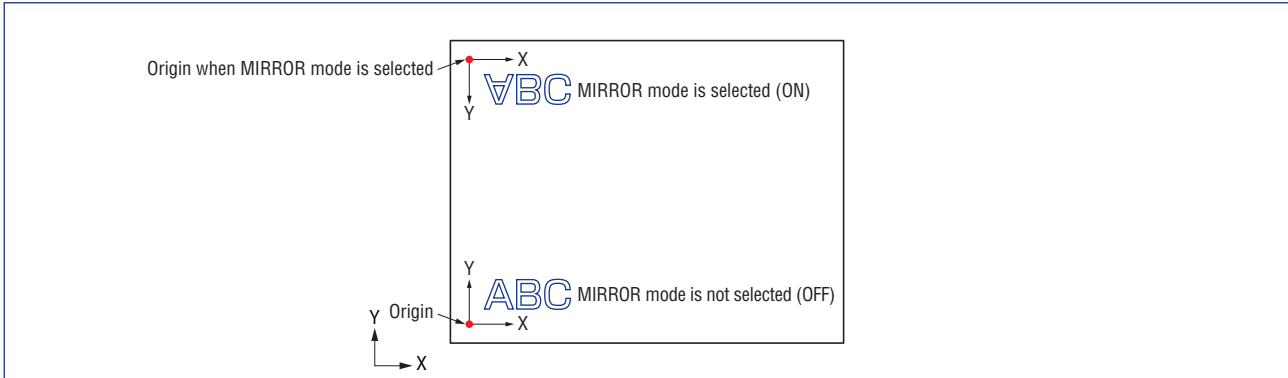 X
Origin when MIRROR mode is selected
ABC MIRROR mode is selected (ON)
Y
Y
ABC MIRROR mode is not selected (OFF)
Origin
X
Y
X